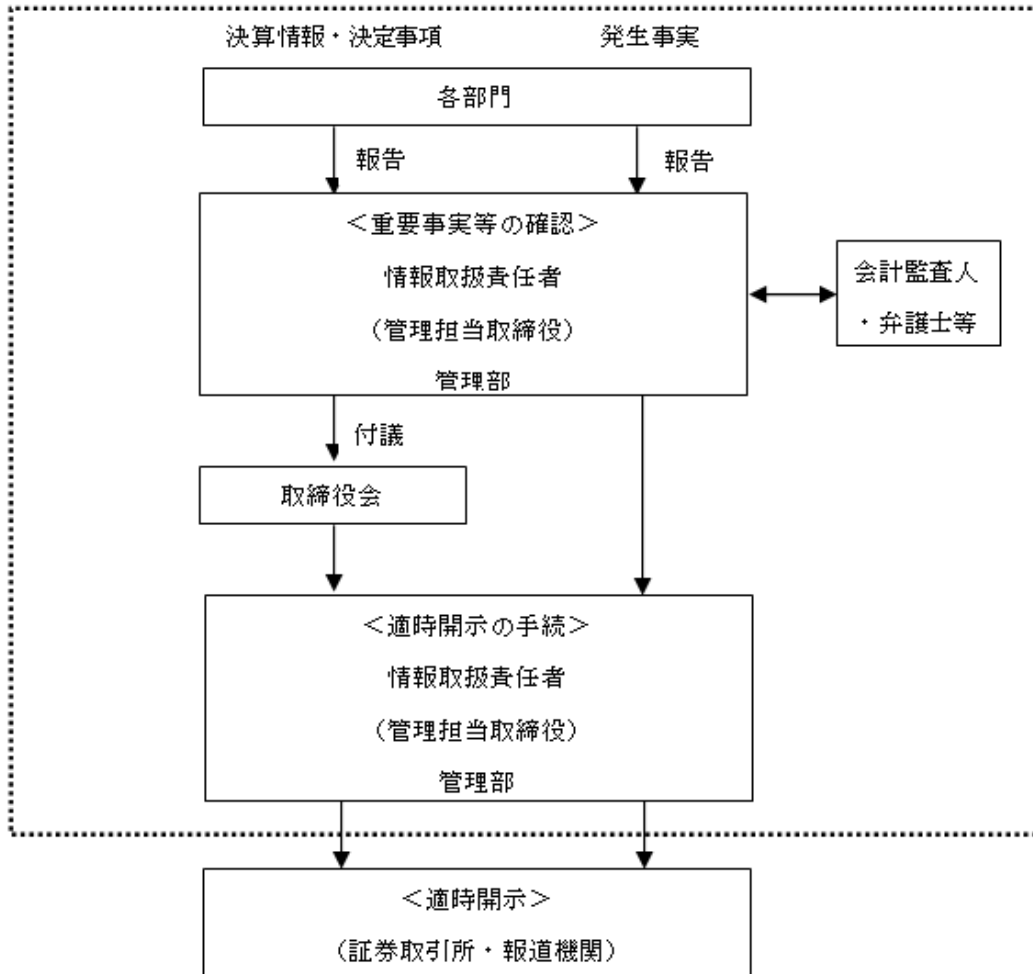 決算情報・決定事項
発生事実
各部門
報告
報告
＜重要事実等の確認＞
情報取扱責任者
（管理担当取締役）
管理部
会計監査人
・弁護士等
付議
取締役会
＜適時開示の手続＞
情報取扱責任者
（管理担当取締役）
管理部
＜適時開示＞
（証券取引所・報道機関）